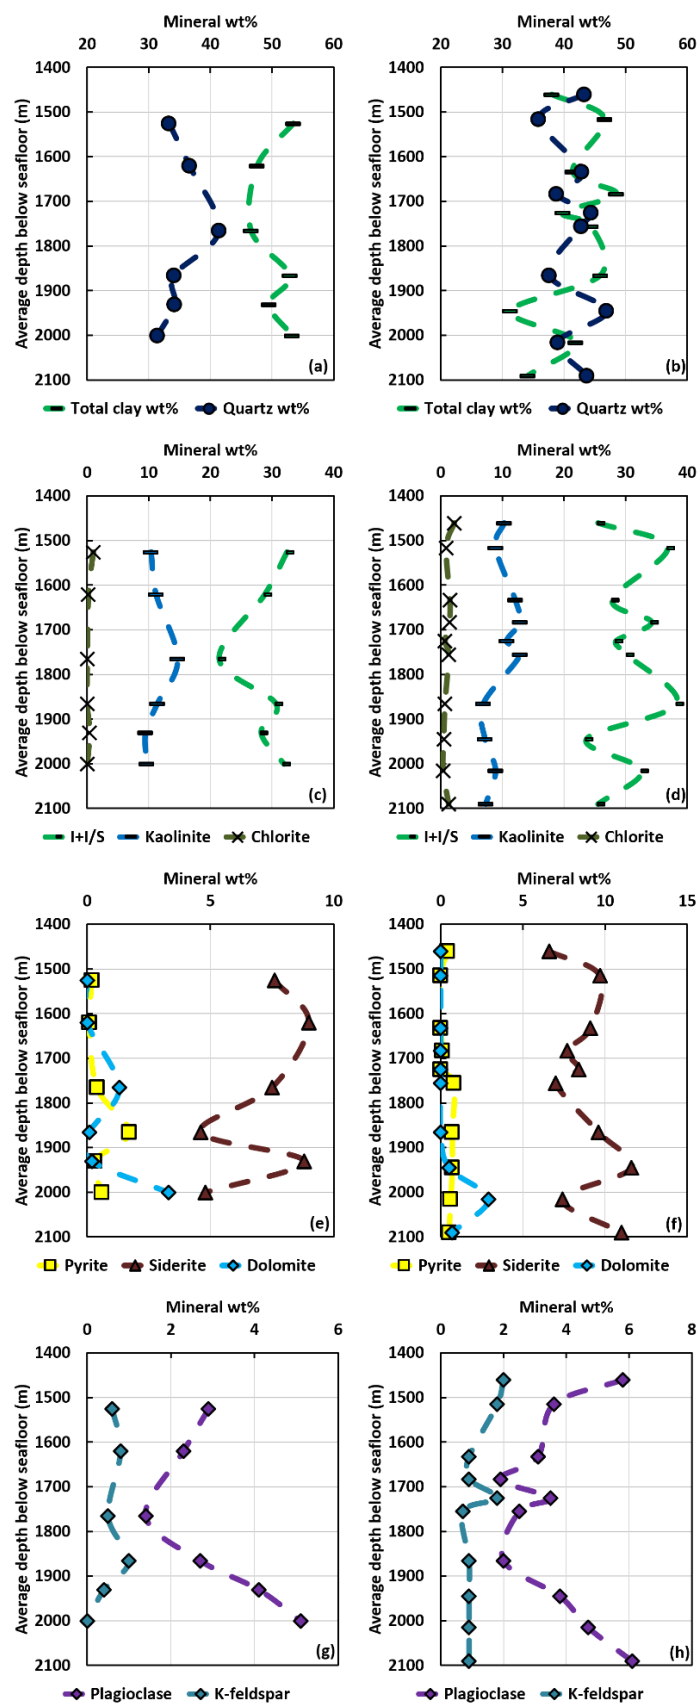 Mineral wt%
20 30 40 50 60
Average depth below seafloor (m)
1400
1500
1600
1700
1800
1900
2000
2100
(a)
Total clay wt% Quartz wt%
Mineral wt%
20 30 40 50 60
Average depth below seafloor (m)
1400
1500
1600
1700
1800
1900
2000
2100
(b)
Total clay wt% Quartz wt%
Mineral wt%
0 10 20 30 40
Average depth below seafloor (m)
1400
1500
1600
1700
1800
1900
2000
2100
(c)
I+I/S Kaolinite Chlorite
Mineral wt%
0 10 20 30 40
Average depth below seafloor (m)
1400
1500
1600
1700
1800
1900
2000
2100
(d)
I+I/S Kaolinite Chlorite
Mineral wt%
0 5 10
Average depth below seafloor (m)
1400
1500
1600
1700
1800
1900
2000
2100
(e)
Pyrite Siderite Dolomite
Mineral wt%
0 5 10 15
Average depth below seafloor (m)
1400
1500
1600
1700
1800
1900
2000
2100
(f)
Pyrite Siderite Dolomite
Mineral wt%
0 2 4 6
Average depth below seafloor (m)
1400
1500
1600
1700
1800
1900
2000
2100
(g)
Plagioclase K-feldspar
Mineral wt%
0 2 4 6 8
Average depth below seafloor (m)
1400
1500
1600
1700
1800
1900
2000
2100
(h)
Plagioclase K-feldspar